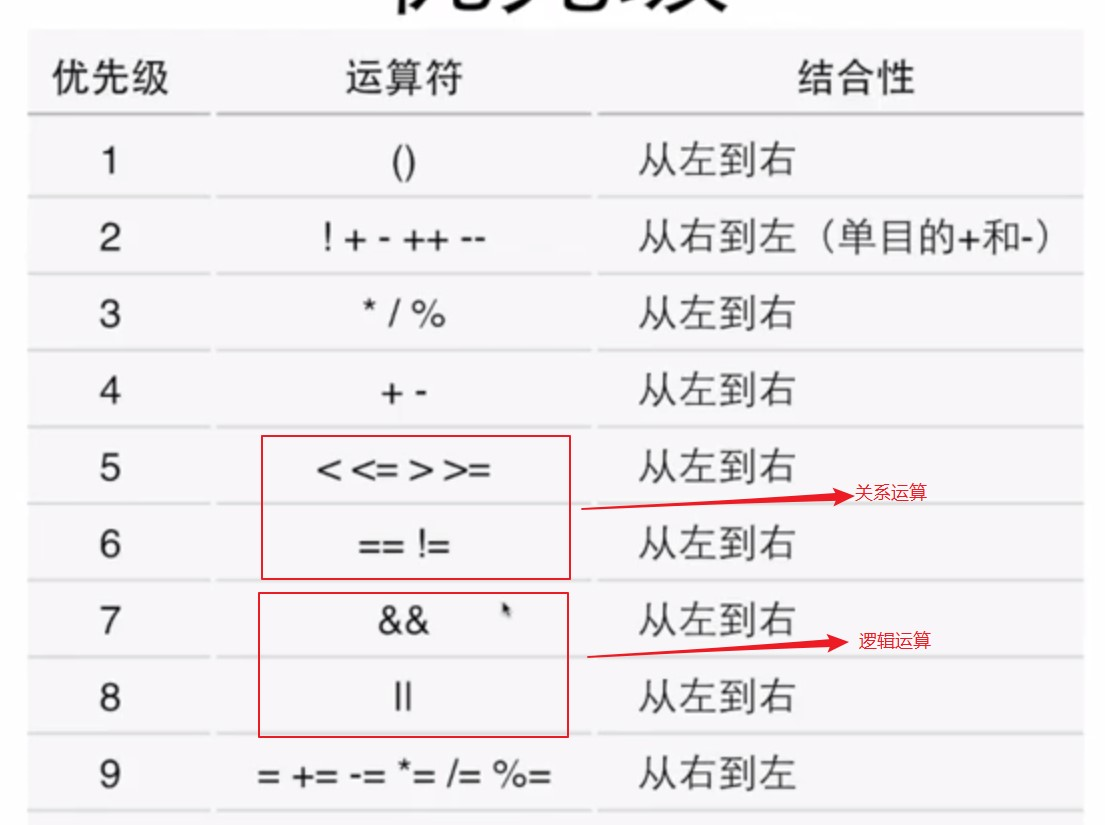 优先级 运算符 结合性
1 () 从左到右
2 ! + - ++ -- 从右到左（单目的+和-）
3 * / % 从左到右
4 + - 从左到右
5 < <= > >= 从左到右
关系运算
6 == != 从左到右
7 && 从左到右
逻辑运算
8 || 从左到右
9 = += -= *= /= %= 从右到左